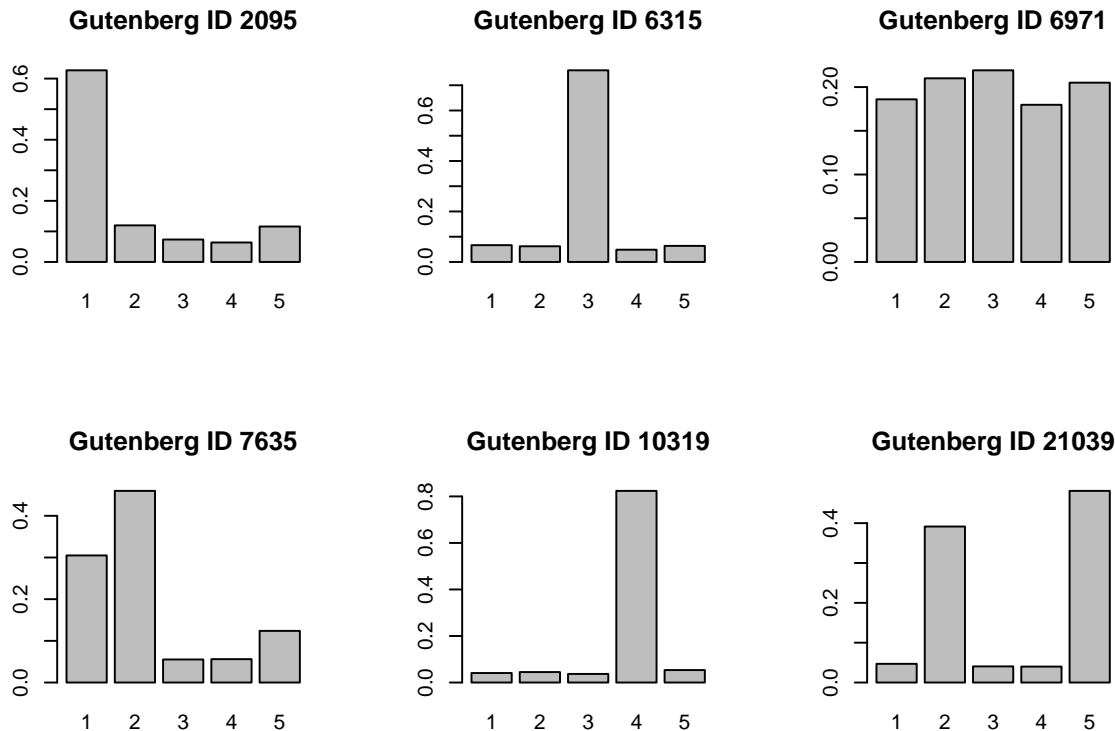 Gutenberg ID 2095
0.0 0.2 0.4 0.6
1 2 3 4 5
Gutenberg ID 6315
0.0 0.2 0.4 0.6
1 2 3 4 5
Gutenberg ID 6971
0.00 0.10 0.20
1 2 3 4 5
Gutenberg ID 7635
0.0 0.2 0.4
1 2 3 4 5
Gutenberg ID 10319
0.0 0.2 0.4 0.6 0.8
1 2 3 4 5
Gutenberg ID 21039
0.0 0.2 0.4
1 2 3 4 5